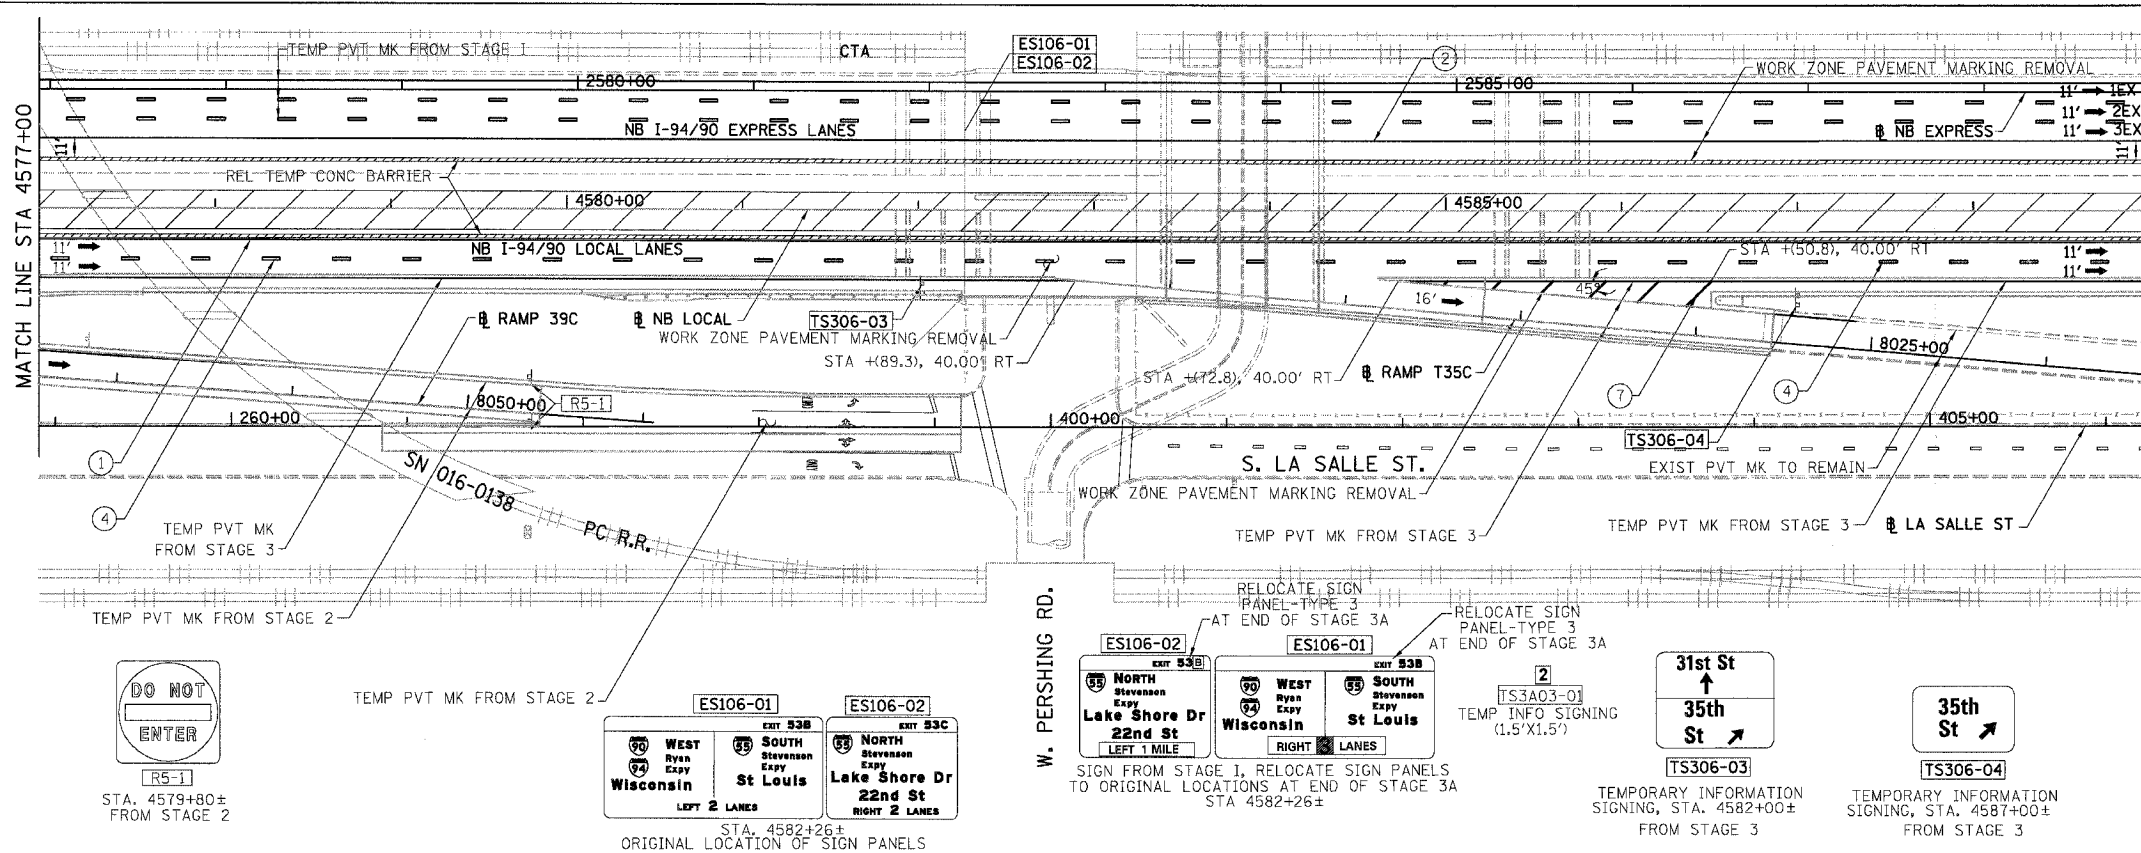 TEMP PVT MK FROM STAGE I
CTA
ES106-01
ES106-02
2
WORK ZONE PAVEMENT MARKING REMOVAL
2580+00
2585+00
11' 1EX
11' 2EX
11' 3EX
NB I-94/90 EXPRESS LANES
NB EXPRESS
11'
11'
MATCH LINE STA 4577+00
REL TEMP CONC BARRIER
4580+00
4585+00
NB I-94/90 LOCAL LANES
11'
11'
STA +(50.8), 40.00' RT
11'
11'
16'
45°
RAMP 39C
NB LOCAL
TS306-03
WORK ZONE PAVEMENT MARKING REMOVAL
STA +(89.3), 40.00' RT
STA +(72.8), 40.00' RT
RAMP T35C
7
4
8025+00
260+00
8050+00
R5-1
400+00
405+00
TS306-04
1
4
SN 016-0138
PC R.R.
S. LA SALLE ST.
EXIST PVT MK TO REMAIN
WORK ZONE PAVEMENT MARKING REMOVAL
TEMP PVT MK
FROM STAGE 3
TEMP PVT MK FROM STAGE 3
TEMP PVT MK FROM STAGE 3
LA SALLE ST
TEMP PVT MK FROM STAGE 2
TEMP PVT MK FROM STAGE 2
W. PERSHING RD.
DO NOT
ENTER
R5-1
STA. 4579+80±
FROM STAGE 2
ES106-01
EXIT 53B
90 WEST
94 Ryan
Expy
Wisconsin
55 SOUTH
Stevenson
Expy
St Louis
LEFT 2 LANES
ES106-02
EXIT 53C
55 NORTH
Stevenson
Expy
Lake Shore Dr
22nd St
RIGHT 2 LANES
STA. 4582+26±
ORIGINAL LOCATION OF SIGN PANELS
RELOCATE SIGN
PANEL-TYPE 3
AT END OF STAGE 3A
RELOCATE SIGN
PANEL-TYPE 3
AT END OF STAGE 3A
ES106-02
EXIT 53B
55 NORTH
Stevenson
Expy
Lake Shore Dr
22nd St
LEFT 1 MILE
ES106-01
EXIT 53B
90 WEST
94 Ryan
Expy
Wisconsin
55 SOUTH
Stevenson
Expy
St Louis
RIGHT 3 LANES
SIGN FROM STAGE I, RELOCATE SIGN PANELS
TO ORIGINAL LOCATIONS AT END OF STAGE 3A
STA 4582+26±
2
TS3A03-01
TEMP INFO SIGNING
(1.5'X1.5')
31st St
35th
St
TS306-03
TEMPORARY INFORMATION
SIGNING, STA. 4582+00±
FROM STAGE 3
35th
St
TS306-04
TEMPORARY INFORMATION
SIGNING, STA. 4587+00±
FROM STAGE 3